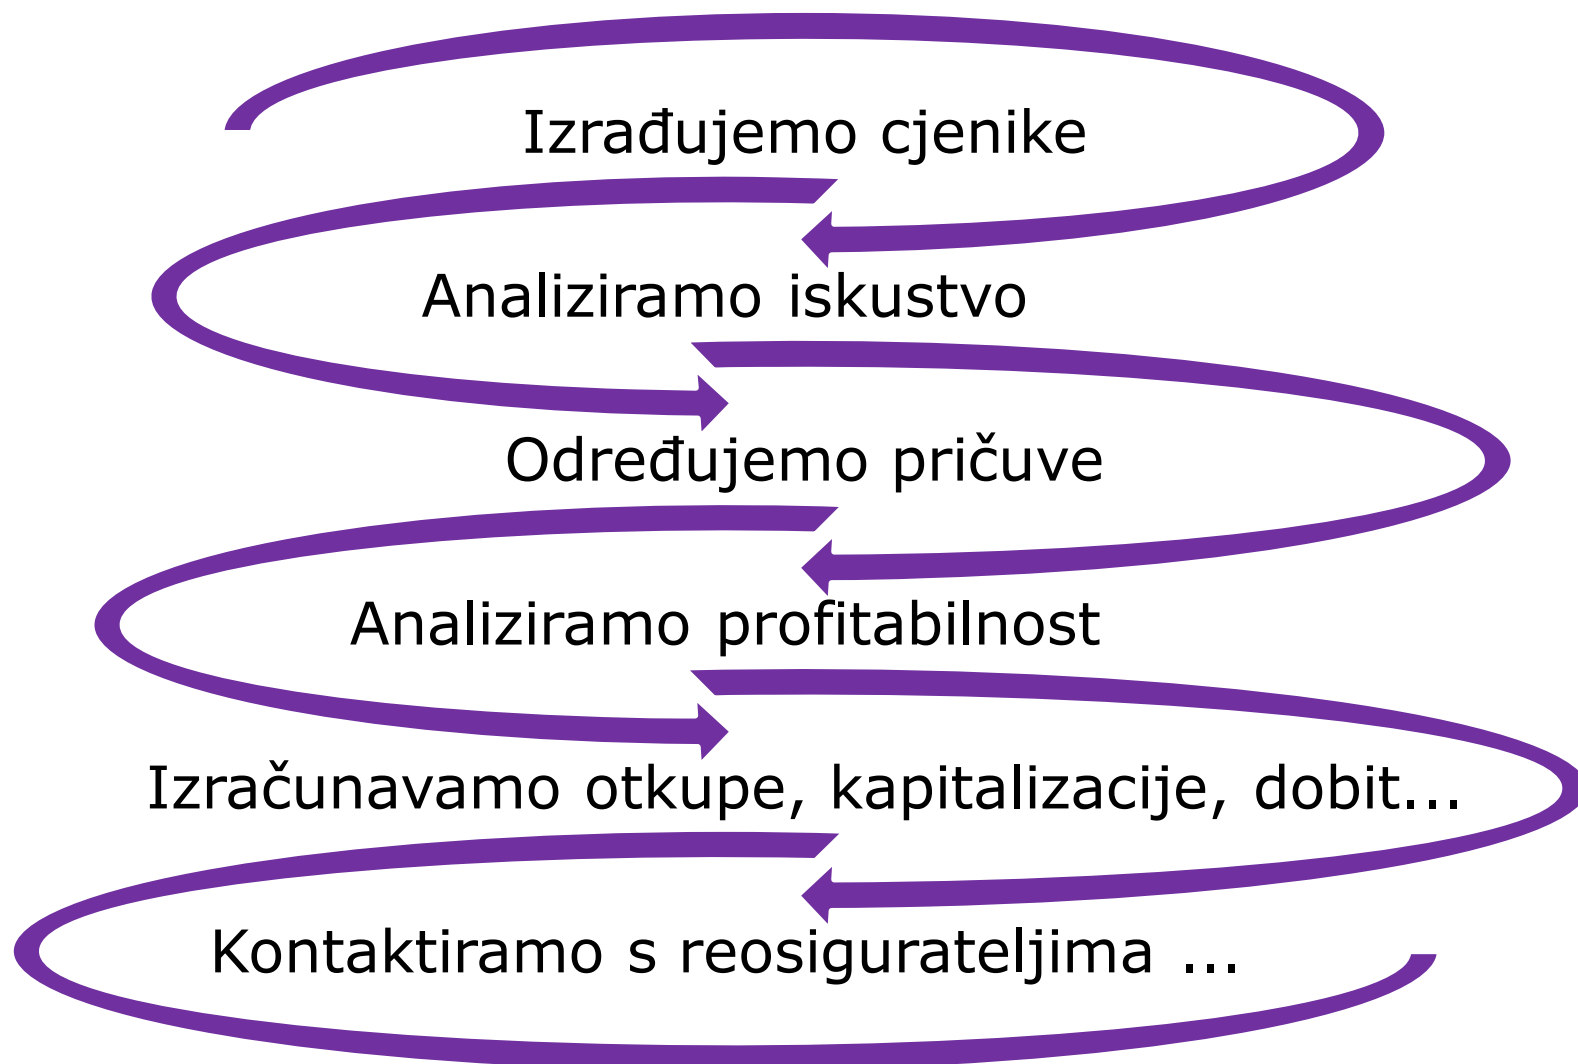 Izrađujemo cjenike
Analiziramo iskustvo
Određujemo pričuve
Analiziramo profitabilnost
Izračunavamo otkupe, kapitalizacije, dobit...
Kontaktiramo s reosigurateljima ...